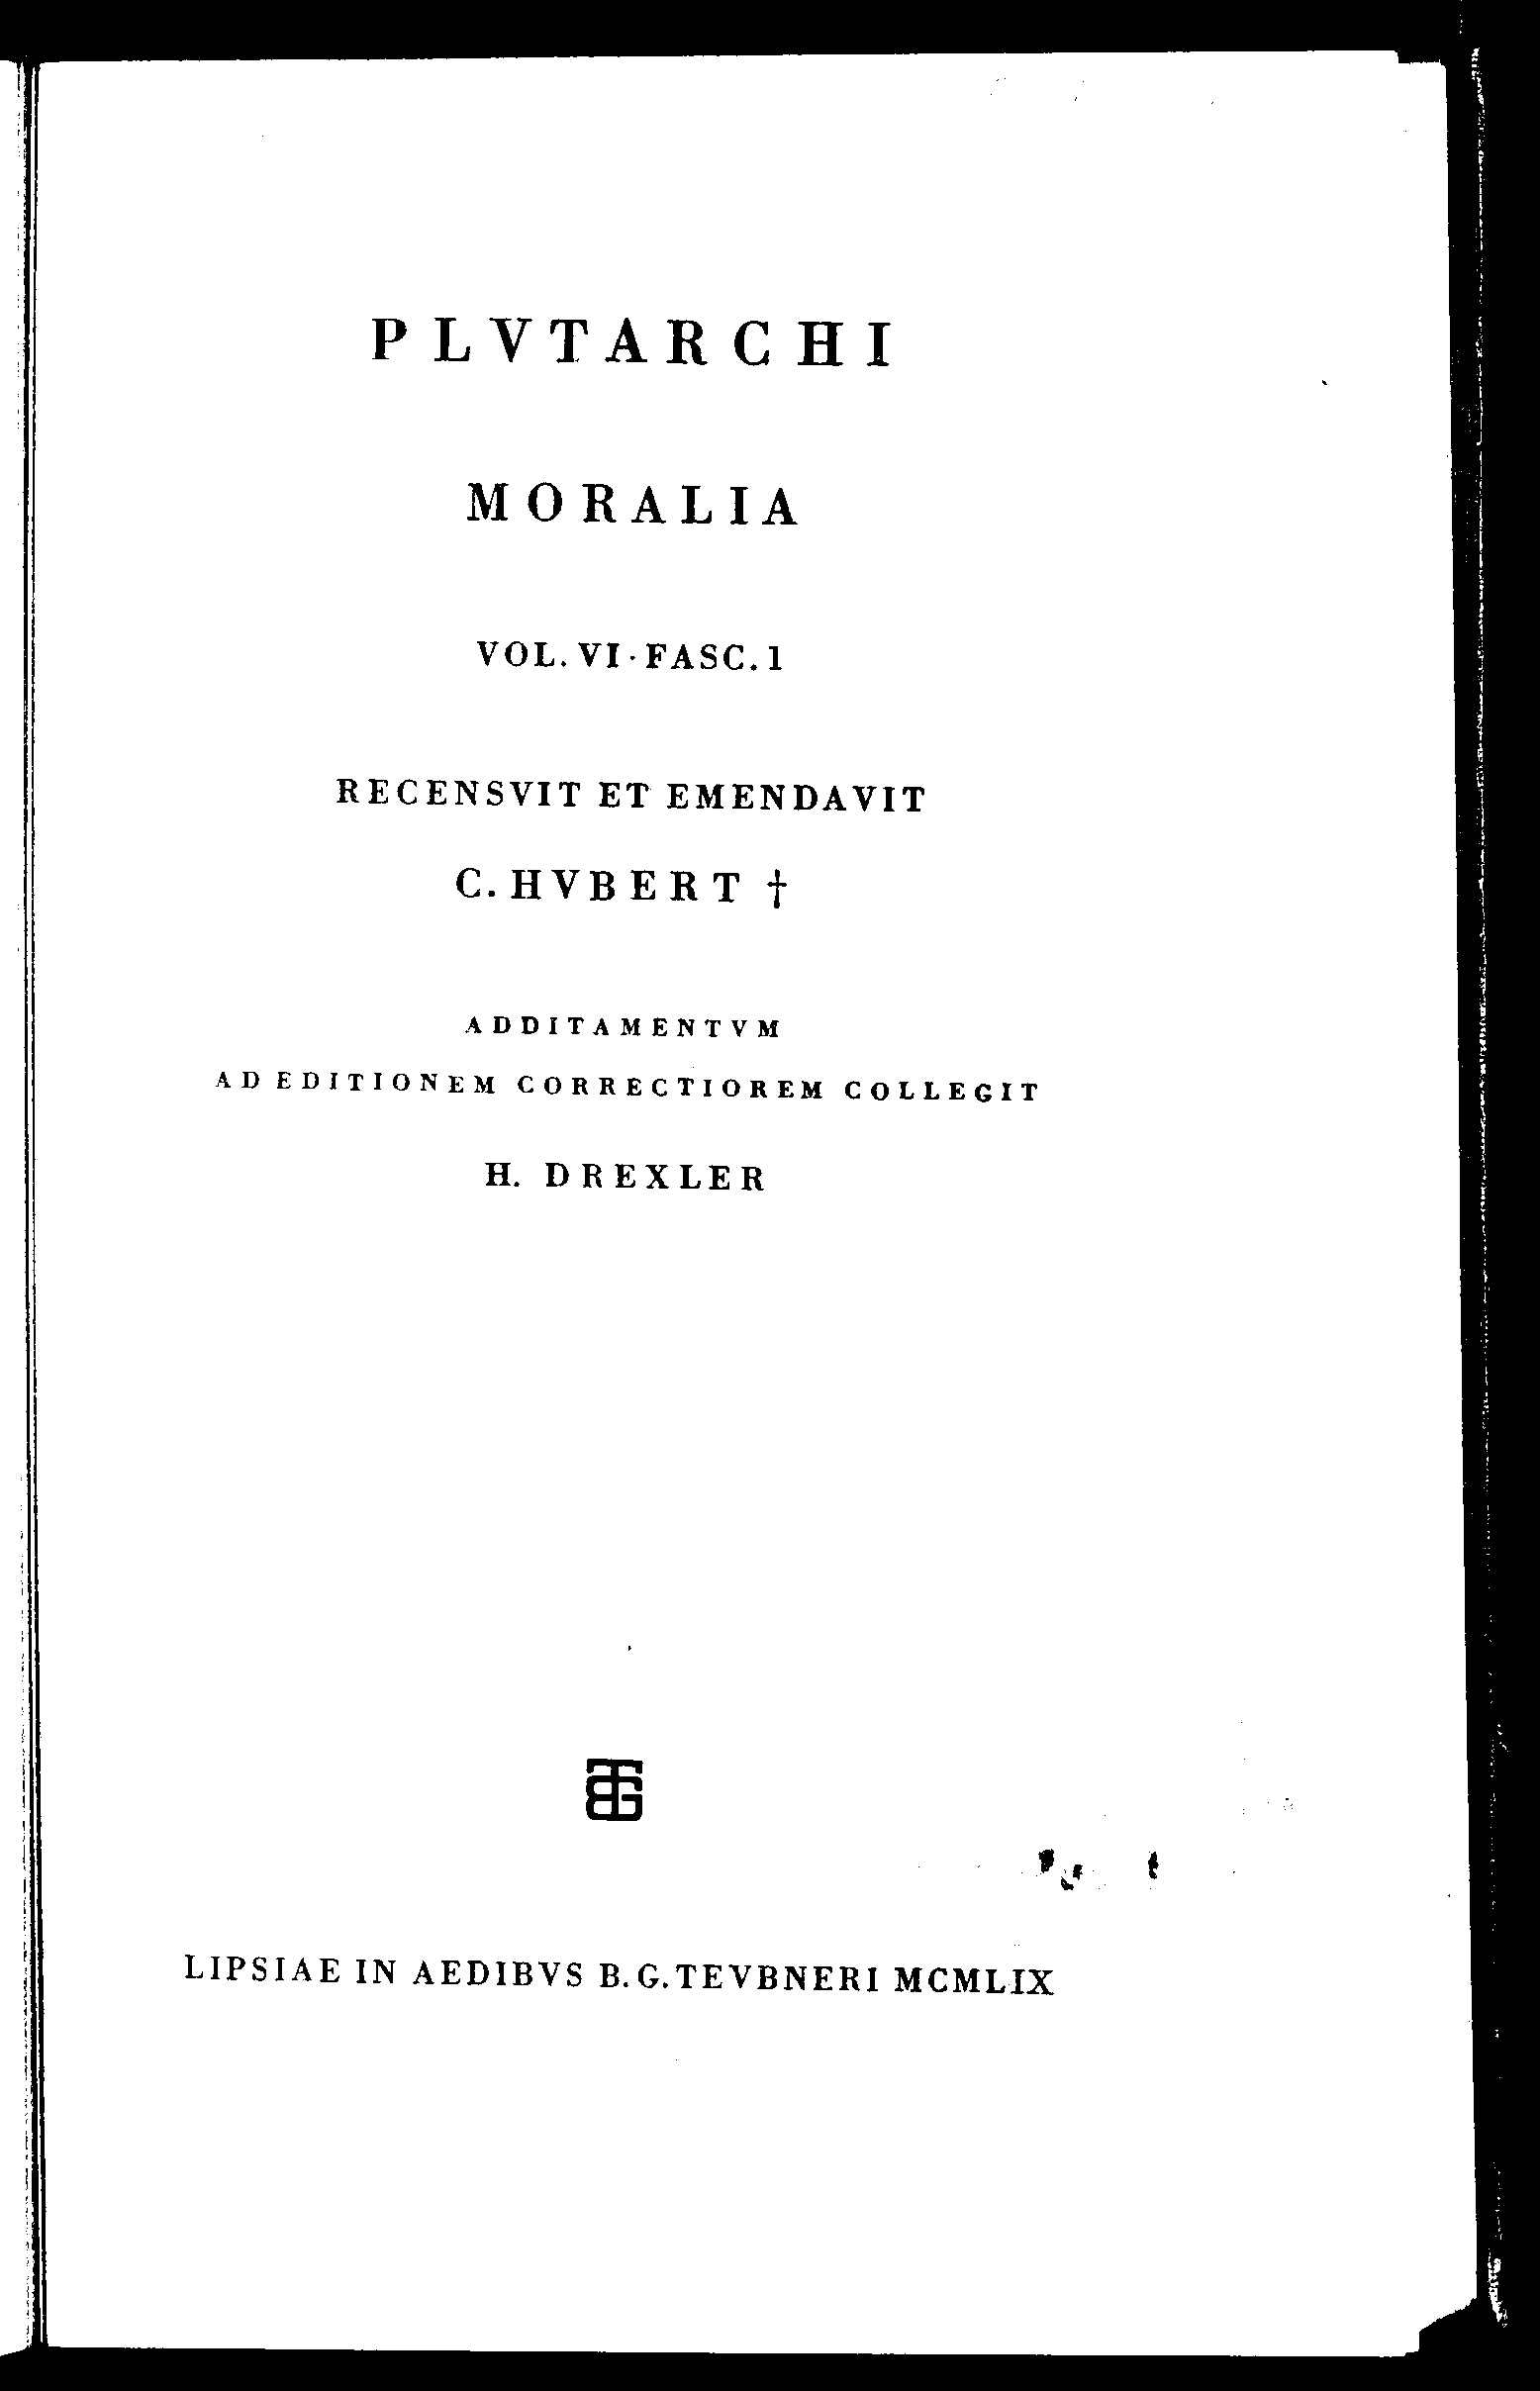 PLVTARCHI
MORALIA
VOL. VI · FASC. 1
RECENSVIT ET EMENDAVIT
C. HVBERT †
ADDITAMENTVM
AD EDITIONEM CORRECTIOREM COLLEGIT
H. DREXLER
LIPSIAE IN AEDIBVS B. G. TEVBNERI MCMLIX